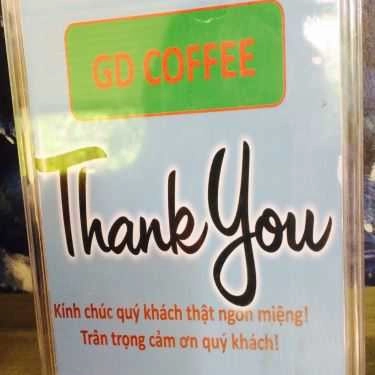 GD COFFEE
Thank You
Kính chúc quý khách thật ngon miệng!
Trân trọng cảm ơn quý khách!